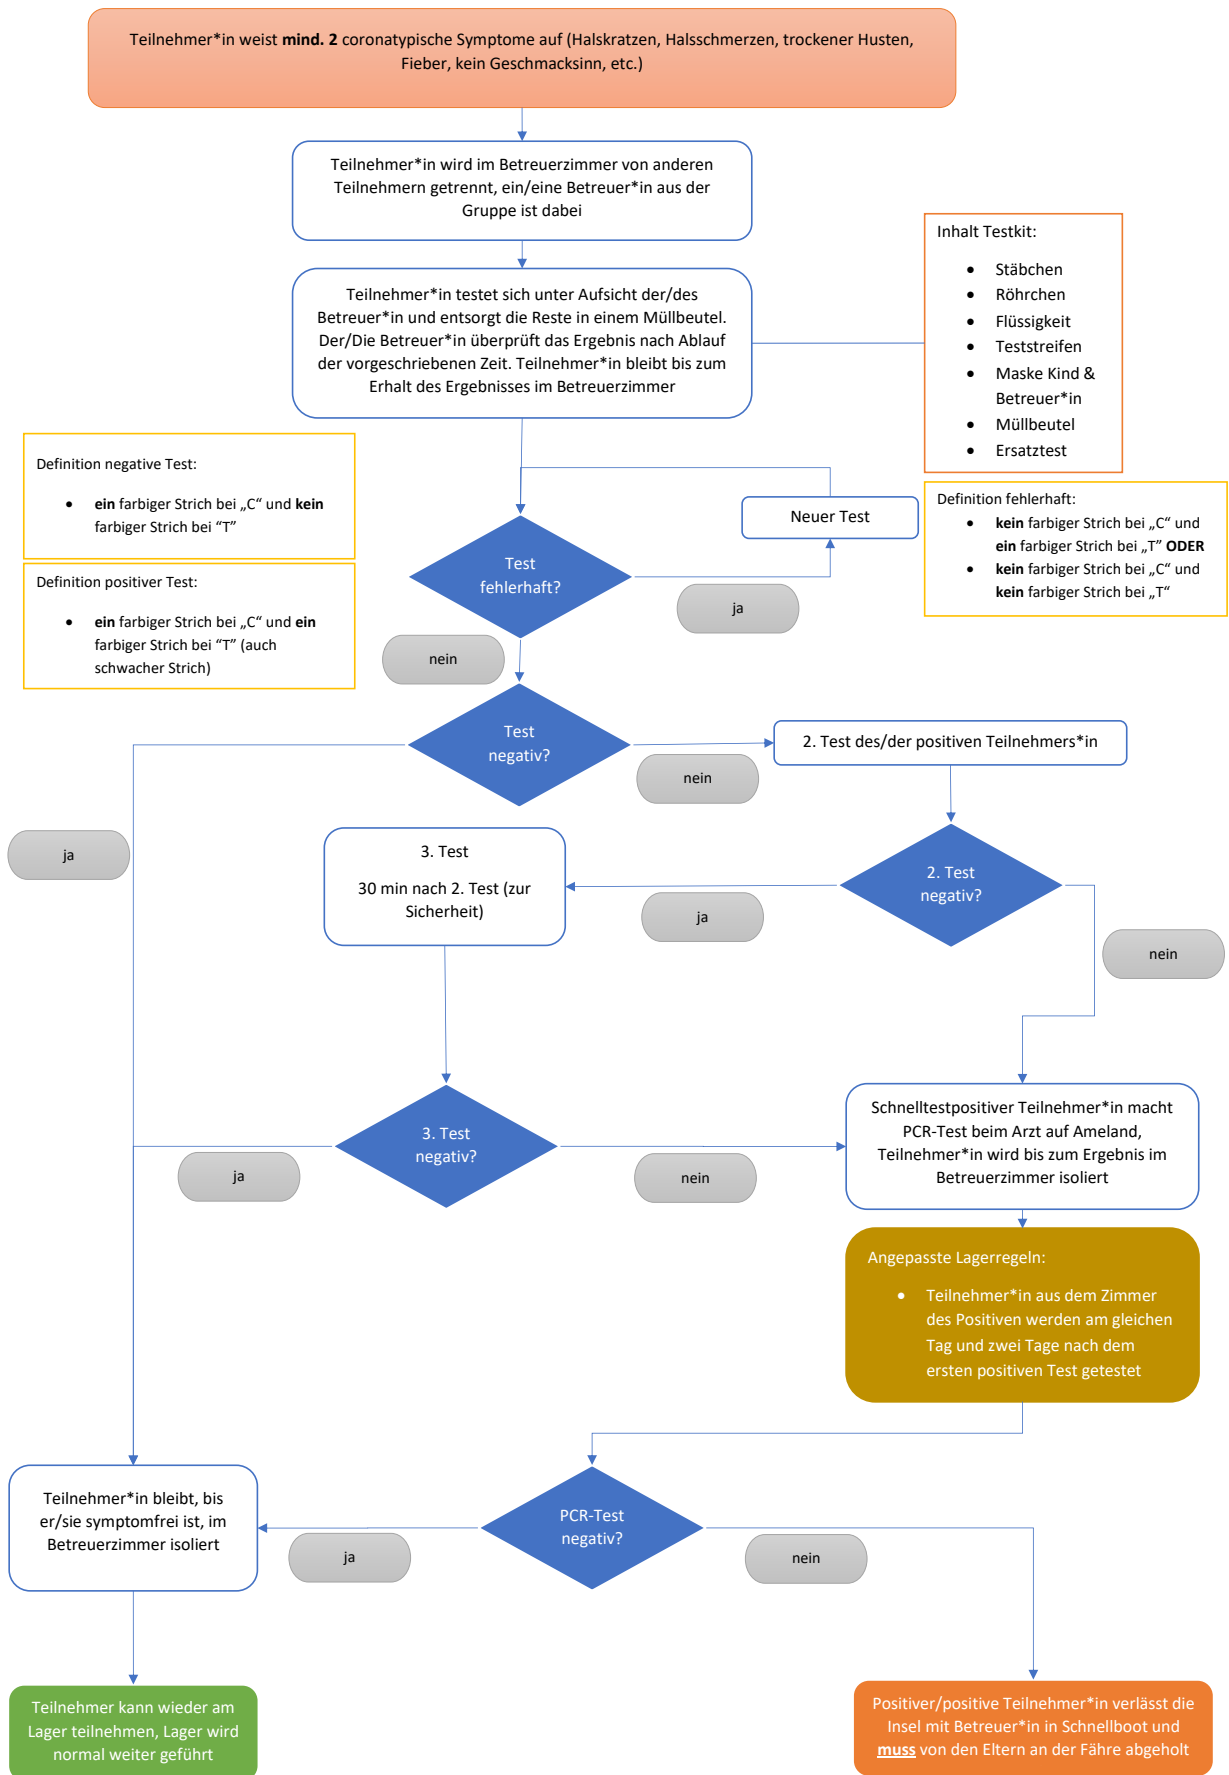 Teilnehmer*in weist mind. 2 coronatypische Symptome auf (Halskratzen, Halsschmerzen, trockener Husten,
Fieber, kein Geschmacksinn, etc.)
Teilnehmer*in wird im Betreuerzimmer von anderen
Teilnehmern getrennt, ein/eine Betreuer*in aus der
Gruppe ist dabei
Teilnehmer*in testet sich unter Aufsicht der/des
Betreuer*in und entsorgt die Reste in einem Müllbeutel.
Der/Die Betreuer*in überprüft das Ergebnis nach Ablauf
der vorgeschriebenen Zeit. Teilnehmer*in bleibt bis zum
Erhalt des Ergebnisses im Betreuerzimmer
Inhalt Testkit:
• Stäbchen
• Röhrchen
• Flüssigkeit
• Teststreifen
• Maske Kind &
Betreuer*in
• Müllbeutel
• Ersatztest
Definition negative Test:
• ein farbiger Strich bei „C“ und kein
farbiger Strich bei “T”
Definition positiver Test:
• ein farbiger Strich bei „C“ und ein
farbiger Strich bei “T” (auch
schwacher Strich)
Neuer Test
Definition fehlerhaft:
• kein farbiger Strich bei „C“ und
ein farbiger Strich bei „T” ODER
• kein farbiger Strich bei „C“ und
kein farbiger Strich bei „T“
Test
fehlerhaft?
ja
nein
Test
negativ?
2. Test des/der positiven Teilnehmers*in
nein
ja
3. Test
30 min nach 2. Test (zur
Sicherheit)
2. Test
negativ?
ja
nein
3. Test
negativ?
ja
nein
Schnelltestpositiver Teilnehmer*in macht
PCR-Test beim Arzt auf Ameland,
Teilnehmer*in wird bis zum Ergebnis im
Betreuerzimmer isoliert
Angepasste Lagerregeln:
• Teilnehmer*in aus dem Zimmer
des Positiven werden am gleichen
Tag und zwei Tage nach dem
ersten positiven Test getestet
Teilnehmer*in bleibt, bis
er/sie symptomfrei ist, im
Betreuerzimmer isoliert
PCR-Test
negativ?
ja
nein
Teilnehmer kann wieder am
Lager teilnehmen, Lager wird
normal weiter geführt
Positiver/positive Teilnehmer*in verlässt die
Insel mit Betreuer*in in Schnellboot und
muss von den Eltern an der Fähre abgeholt